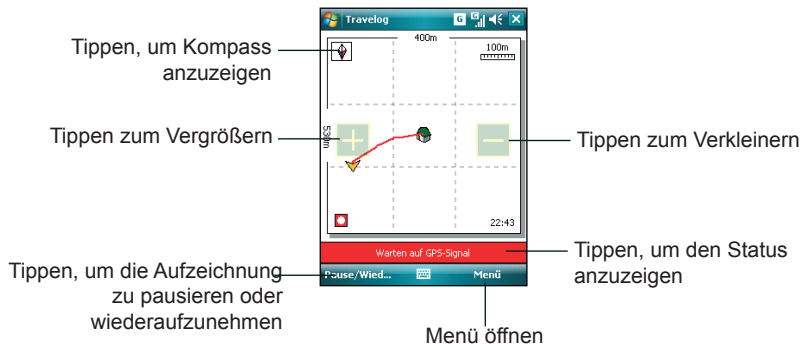 Travelog
G G
Tippen, um Kompass
anzuzeigen
400m
100m
Tippen zum Vergrößern
530m
Tippen zum Verkleinern
22:43
Warten auf GPS-Signal
Tippen, um den Status
anzuzeigen
Tippen, um die Aufzeichnung
zu pausieren oder
wiederaufzunehmen
Pause/Wied...
Menü
Menü öffnen